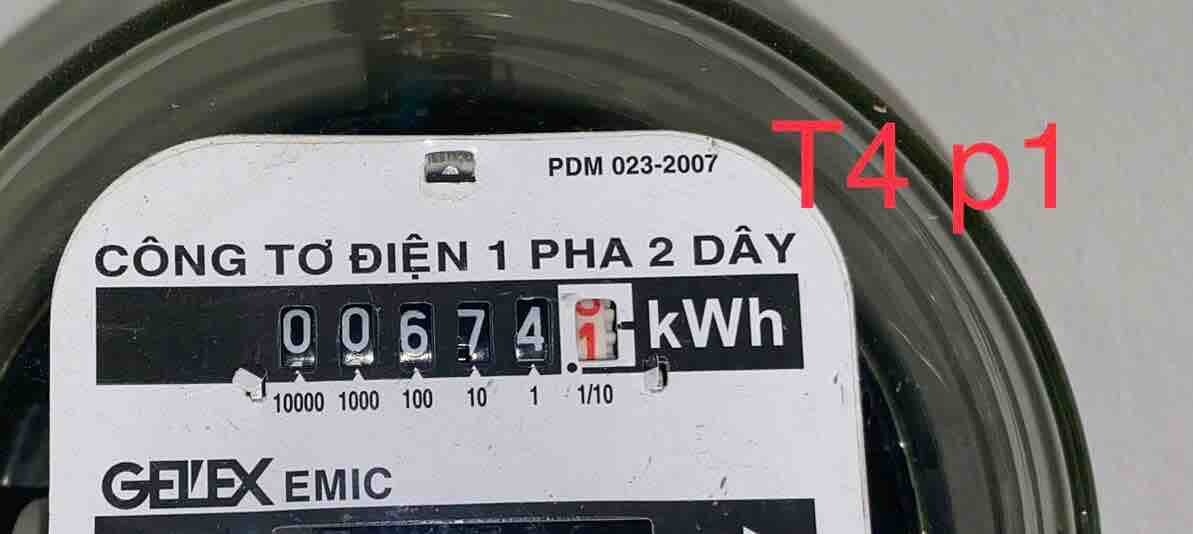 PDM 023-2007
T4 p1
CÔNG TƠ ĐIỆN 1 PHA 2 DÂY
0 0 6 7 4 . 1 kWh
10000 1000 100 10 1 1/10
GELEX EMIC